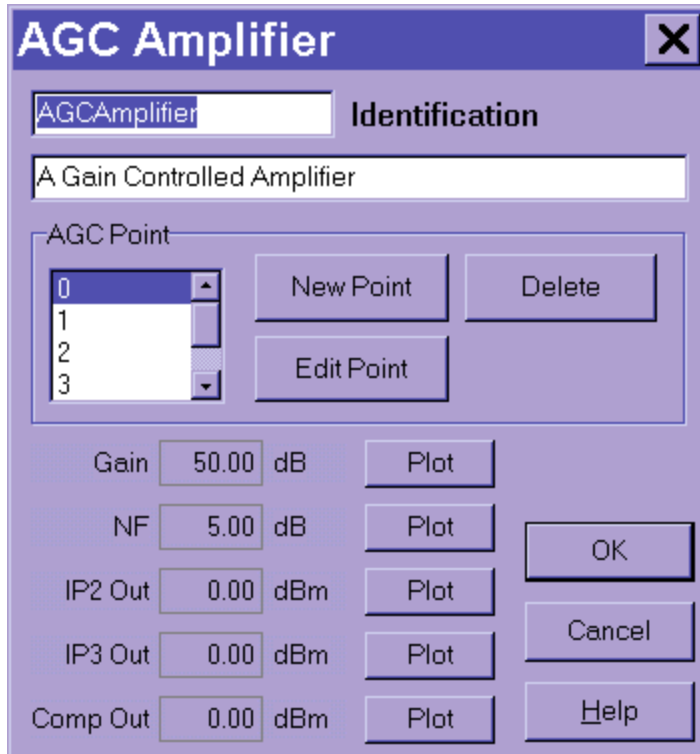 AGC Amplifier
AGCAmplifier Identification
A Gain Controlled Amplifier
AGC Point
0
1
2
3
New Point Delete
Edit Point
Gain 50.00 dB Plot
NF 5.00 dB Plot
IP2 Out 0.00 dBm Plot
IP3 Out 0.00 dBm Plot
Comp Out 0.00 dBm Plot
OK
Cancel
Help